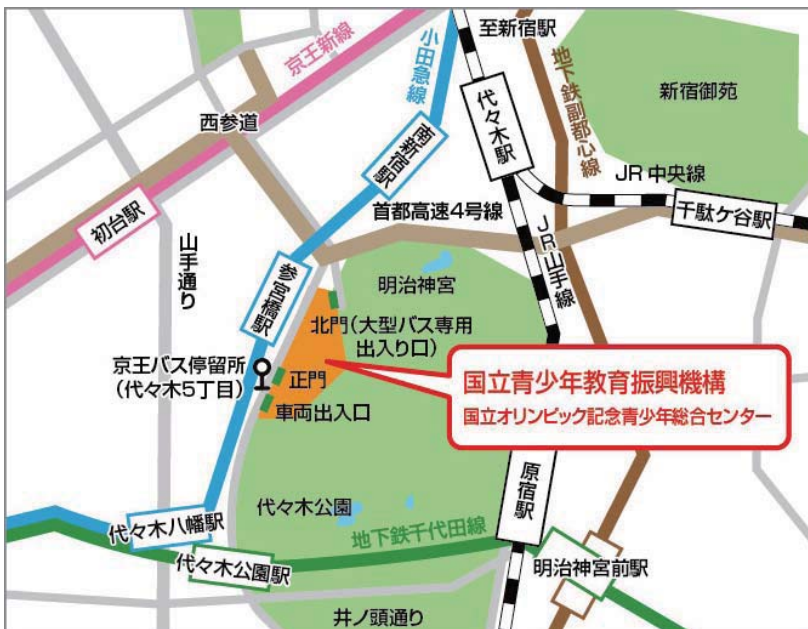 至新宿駅
京王新線
小田急線
地下鉄副都心線
新宿御苑
代々木駅
西参道
南新宿駅
JR中央線
千駄ケ谷駅
初台駅
首都高速4号線
JR山手線
山手通り
参宮橋駅
明治神宮
北門(大型バス専用
出入り口)
京王バス停留所
(代々木5丁目)
正門
車両出入口
国立青少年教育振興機構
国立オリンピック記念青少年総合センター
原宿駅
代々木公園
代々木八幡駅
地下鉄千代田線
代々木公園駅
明治神宮前駅
井ノ頭通り